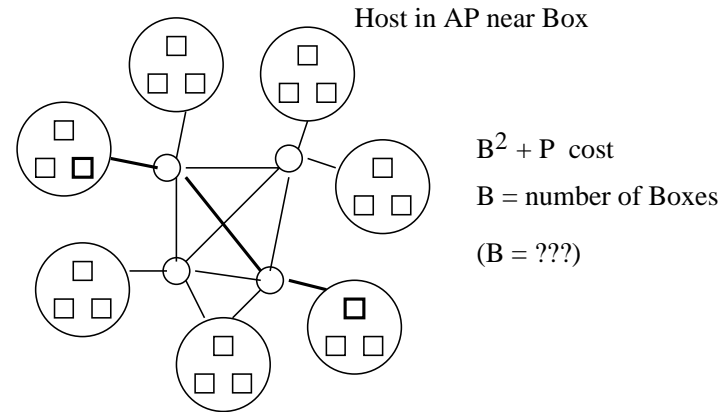 Host in AP near Box
B² + P cost
B = number of Boxes
(B = ???)